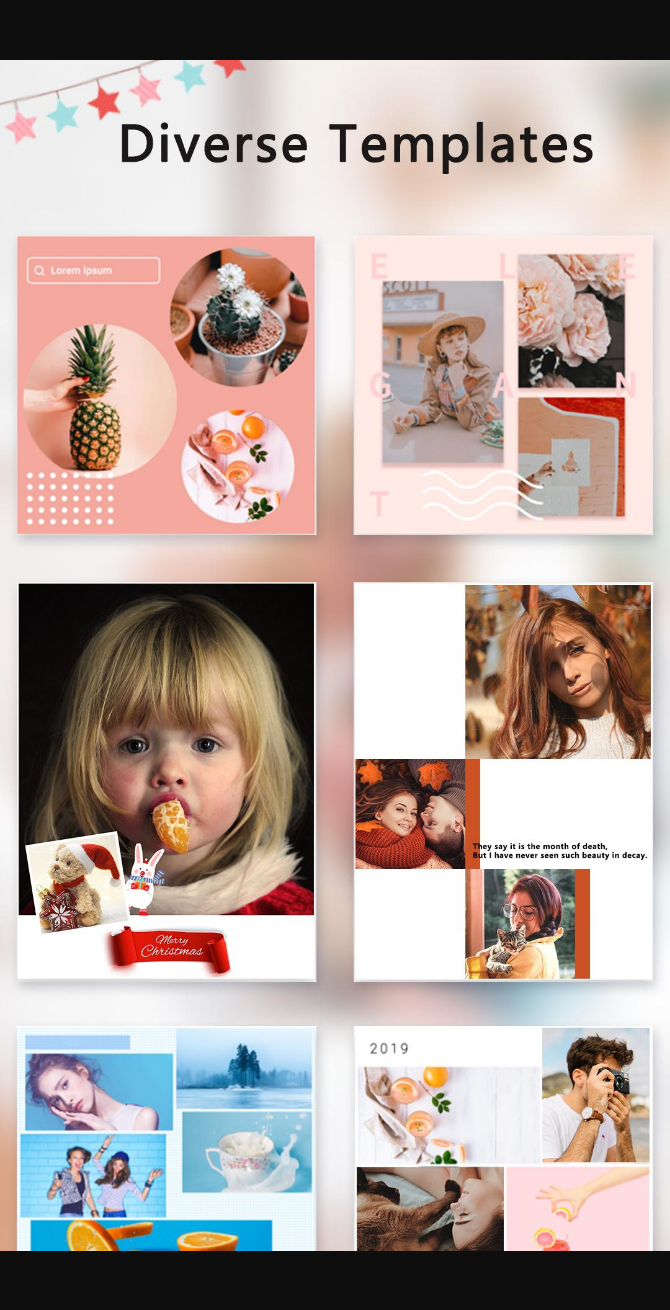 Diverse Templates
Lorem Ipsum
E L E
G A N
T
Merry
Christmas
They say it is the month of death,
But I have never seen such beauty in decay.
2019